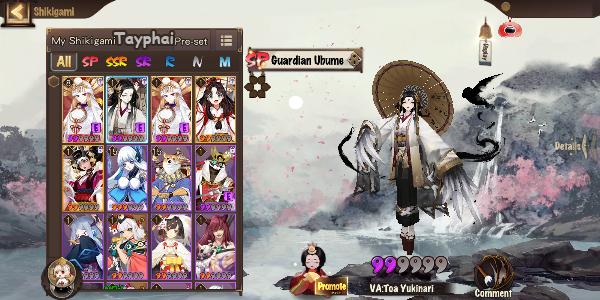 Shikigami
My Shikigami Tayphai Pre-set
All SP SSR SR R N M
SP Guardian Ubume
Details
999999
Promote
VA:Toa Yukinari
Comment